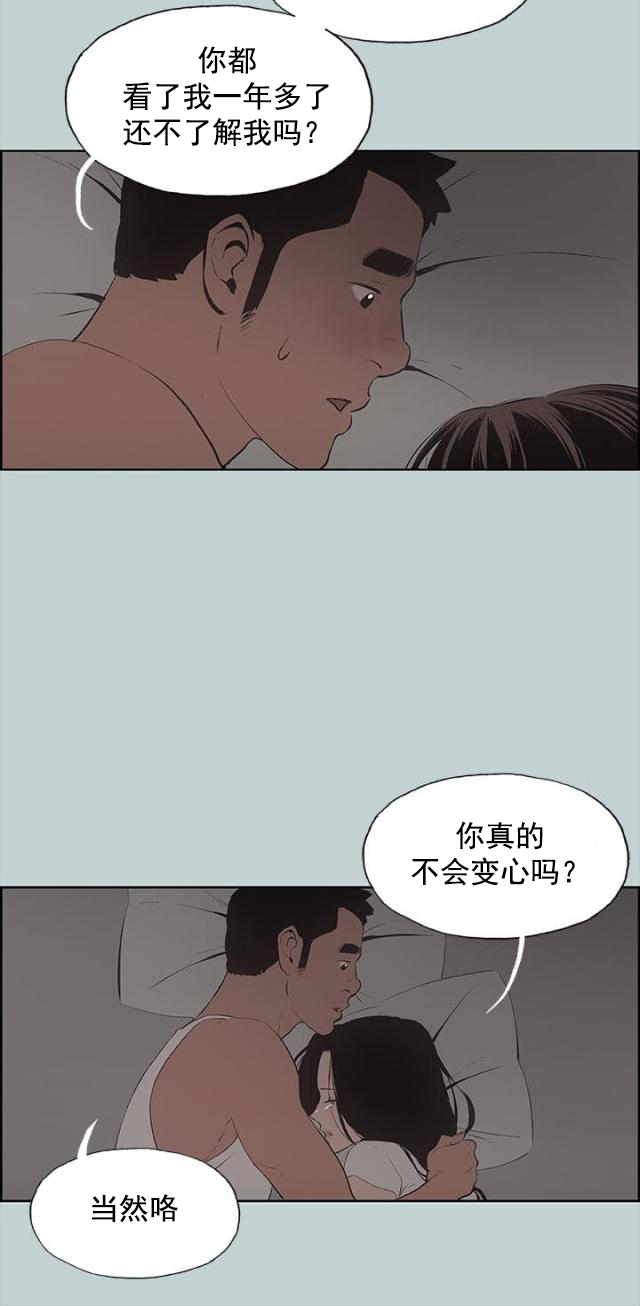 你都
看了我一年多了
还不了解我吗？
你真的
不会变心吗？
当然咯